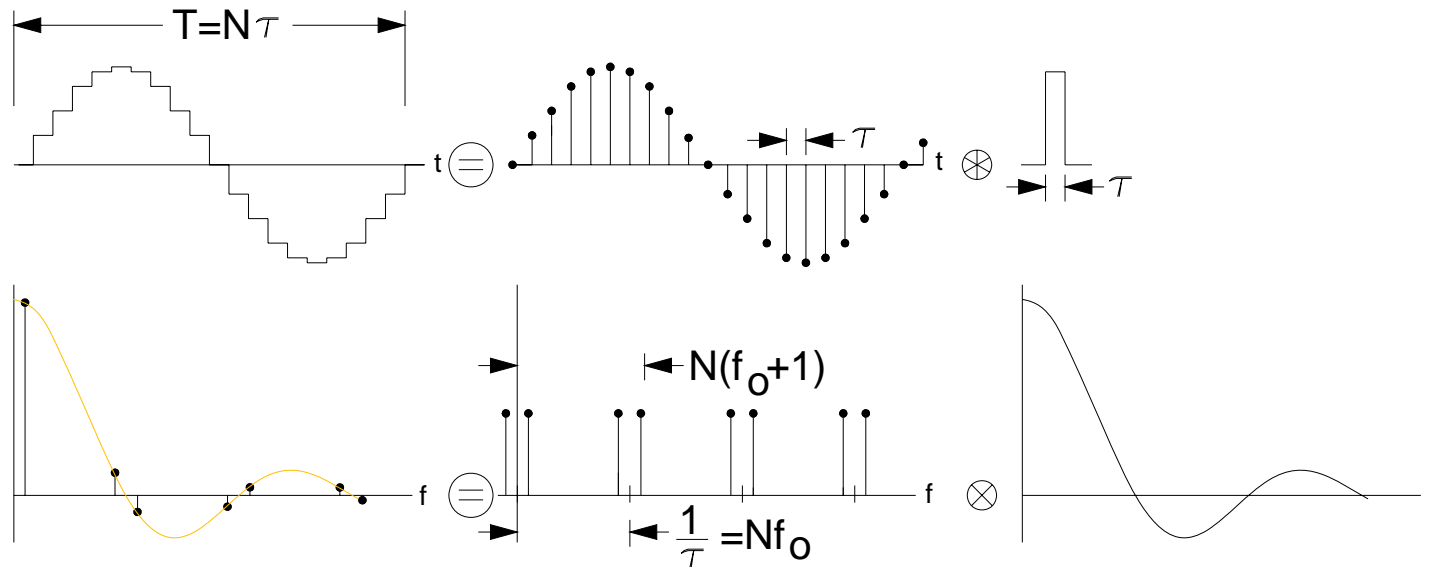 T=Nτ
t
=
τ
t
τ
N(fo+1)
f
=
f
1/τ =Nfo